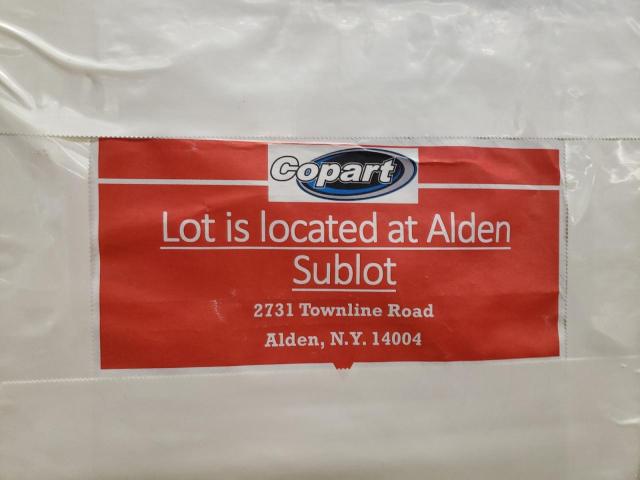 Copart
Lot is located at Alden
Sublot
2731 Townline Road
Alden, N.Y. 14004